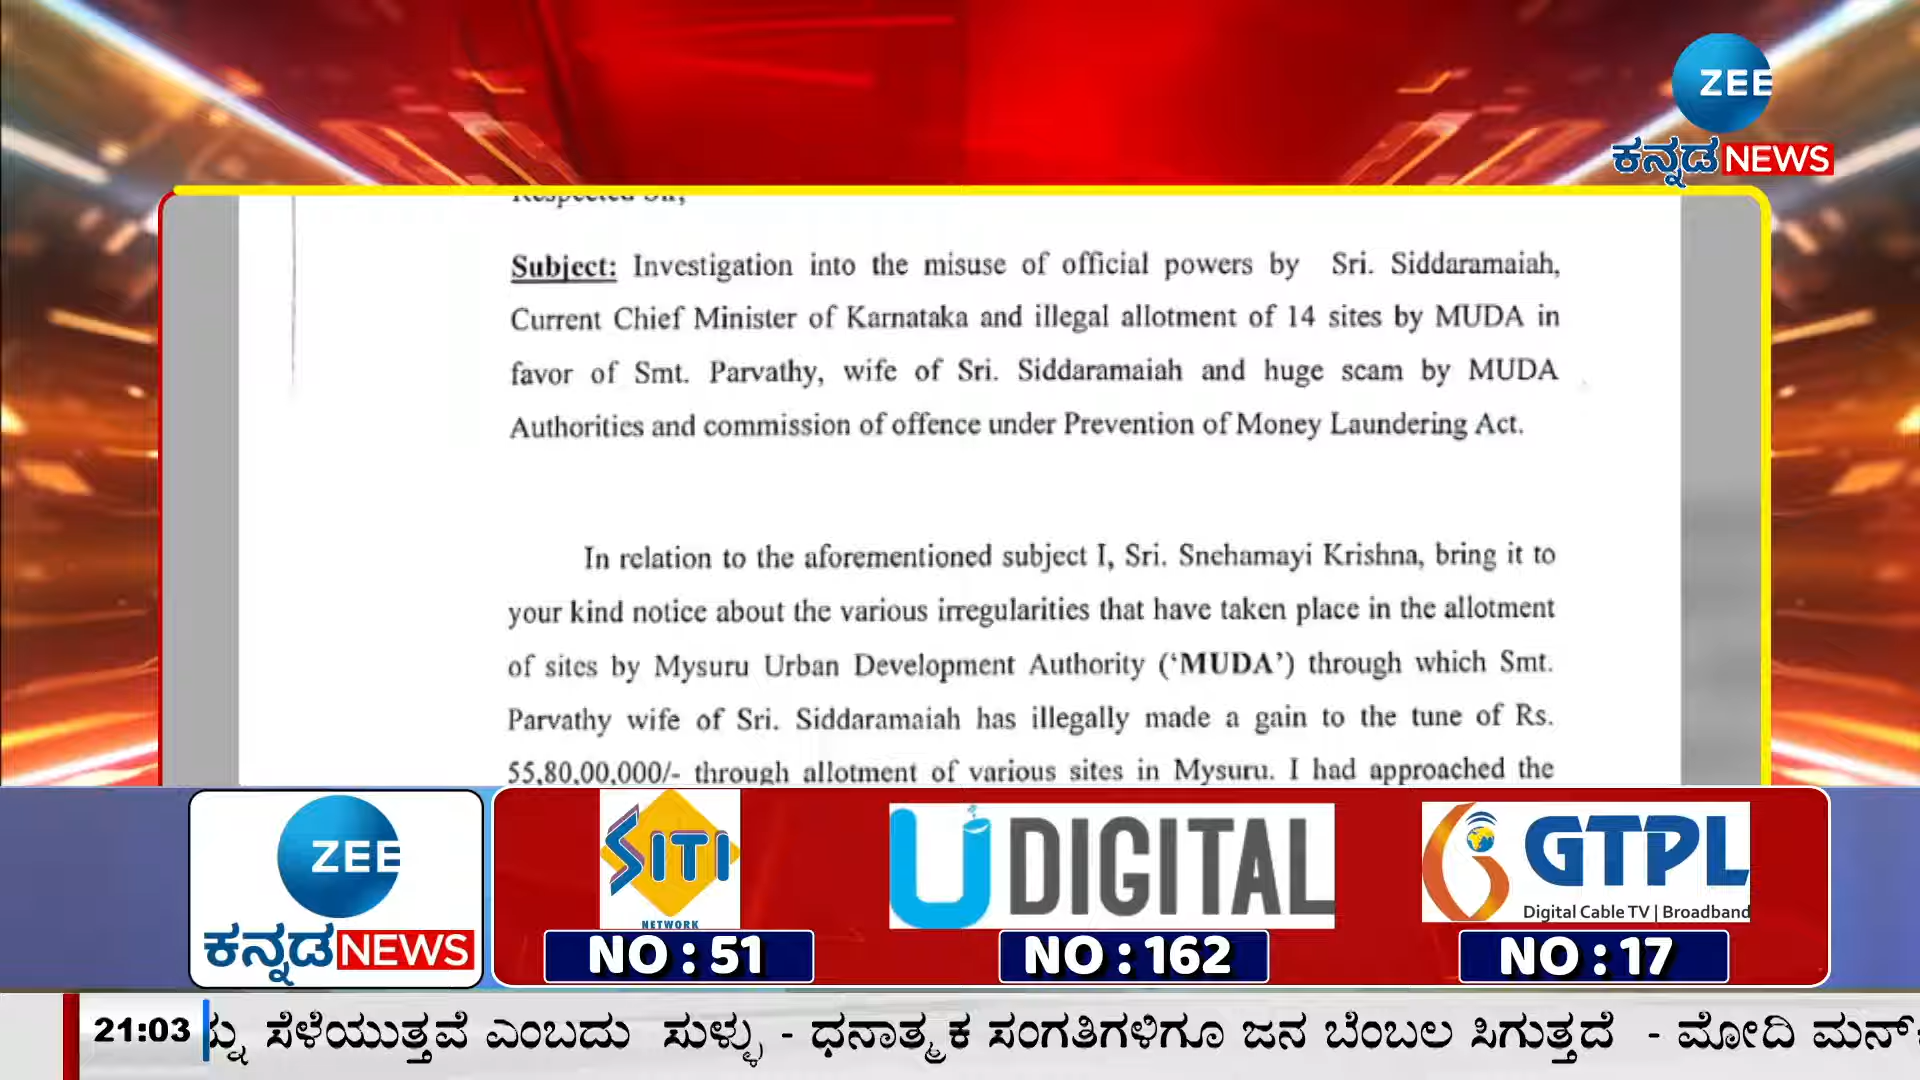 ZEE
ಕನ್ನಡ NEWS
Respected Sir,
Subject: Investigation into the misuse of official powers by Sri. Siddaramaiah,
Current Chief Minister of Karnataka and illegal allotment of 14 sites by MUDA in
favor of Smt. Parvathy, wife of Sri. Siddaramaiah and huge scam by MUDA
Authorities and commission of offence under Prevention of Money Laundering Act.
In relation to the aforementioned subject I, Sri. Snehamayi Krishna, bring it to
your kind notice about the various irregularities that have taken place in the allotment
of sites by Mysuru Urban Development Authority (‘MUDA’) through which Smt.
Parvathy wife of Sri. Siddaramaiah has illegally made a gain to the tune of Rs.
55,80,00,000/- through allotment of various sites in Mysuru. I had approached the
ZEE
ಕನ್ನಡ NEWS
SITI
NETWORK
NO : 51
U DIGITAL
NO : 162
GTPL
Digital Cable TV | Broadband
NO : 17
21:03 ಸೆಳೆಯುತ್ತವೆ ಎಂಬದು ಸುಳ್ಳು - ಧನಾತ್ಮಕ ಸಂಗತಿಗಳಿಗೂ ಜನ ಬೆಂಬಲ ಸಿಗುತ್ತದೆ - ಮೋದಿ ಮನ್